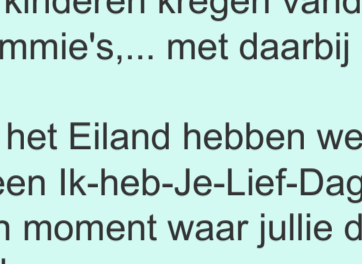 kinderen kregen vand
mmie's,... met daarbij
het Eiland hebben we
een Ik-heb-Je-Lief-Dag
moment waar jullie d